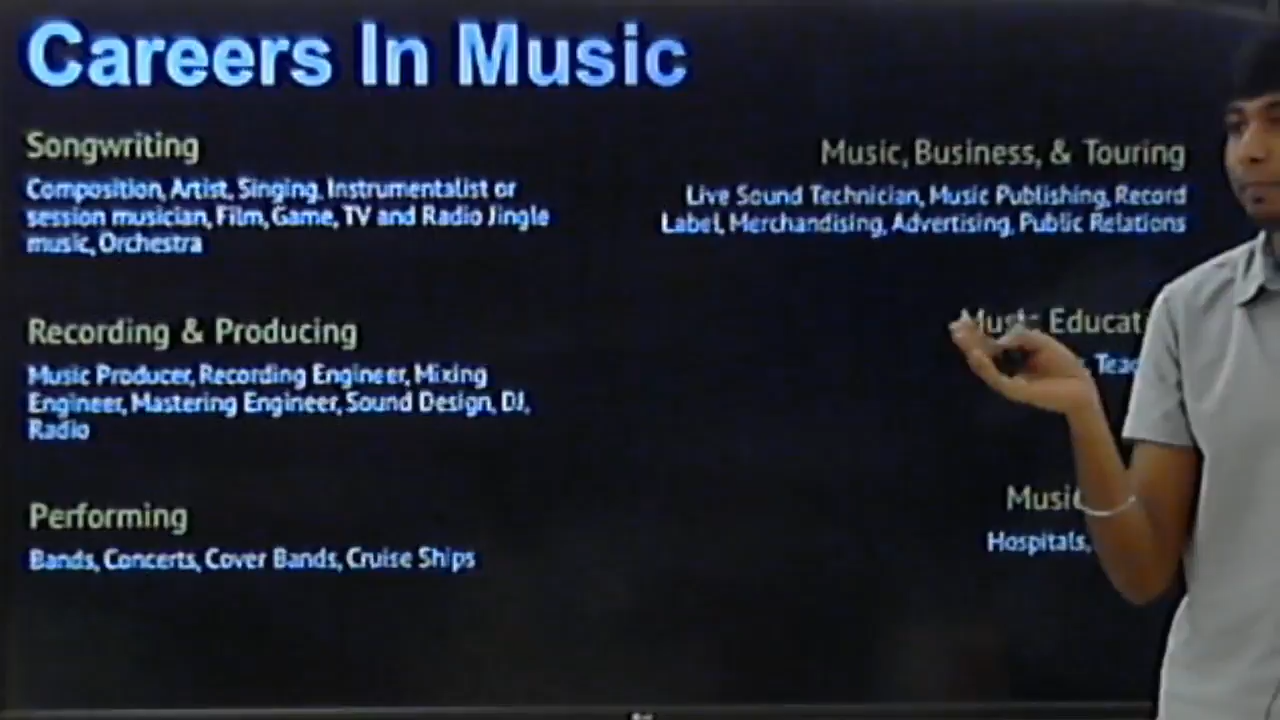 Careers In Music
Songwriting
Composition, Artist, Singing, Instrumentalist or
session musician, Film, Game, TV and Radio Jingle
music, Orchestra
Recording & Producing
Music Producer, Recording Engineer, Mixing
Engineer, Mastering Engineer, Sound Design, DJ,
Radio
Performing
Bands, Concerts, Cover Bands, Cruise Ships
Music, Business, & Touring
Live Sound Technician, Music Publishing, Record
Label, Merchandising, Advertising, Public Relations
Music
Music
Hospitals,